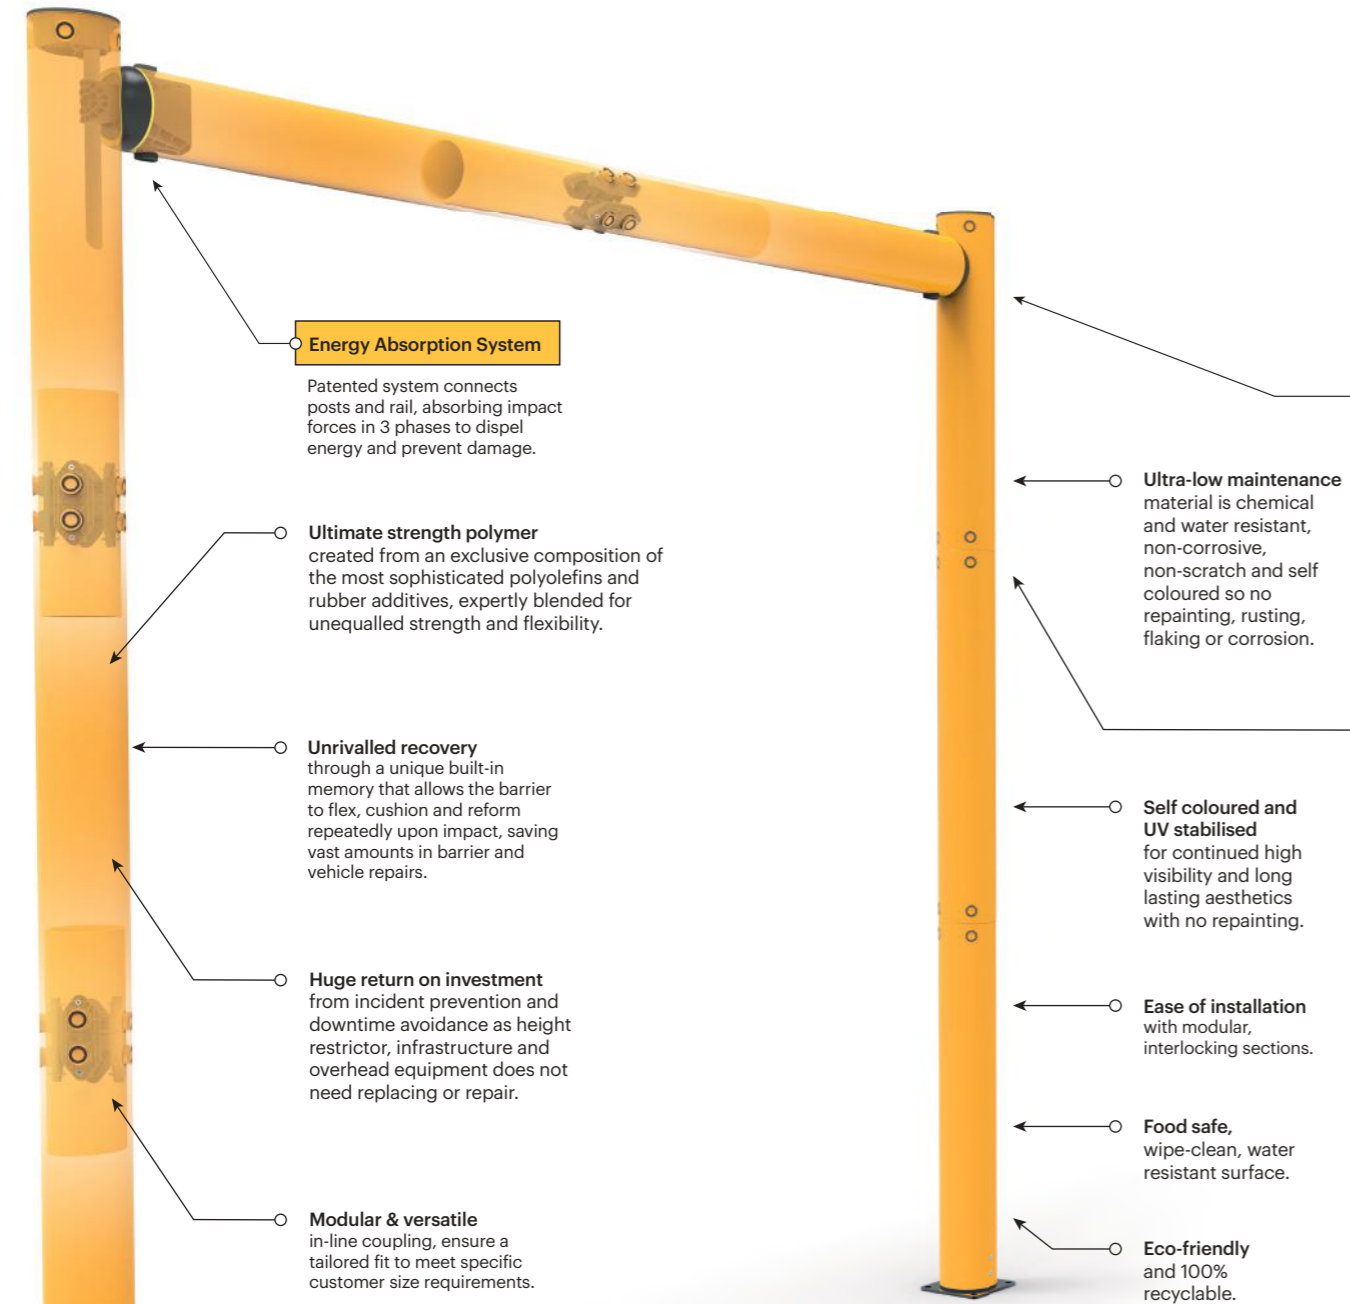 Energy Absorption System
Patented system connects
posts and rail, absorbing impact
forces in 3 phases to dispel
energy and prevent damage.
Ultimate strength polymer
created from an exclusive composition of
the most sophisticated polyolefins and
rubber additives, expertly blended for
unequalled strength and flexibility.
Unrivalled recovery
through a unique built-in
memory that allows the barrier
to flex, cushion and reform
repeatedly upon impact, saving
vast amounts in barrier and
vehicle repairs.
Huge return on investment
from incident prevention and
downtime avoidance as height
restrictor, infrastructure and
overhead equipment does not
need replacing or repair.
Modular & versatile
in-line coupling, ensure a
tailored fit to meet specific
customer size requirements.
Ultra-low maintenance
material is chemical
and water resistant,
non-corrosive,
non-scratch and self
coloured so no
repainting, rusting,
flaking or corrosion.
Self coloured and
UV stabilised
for continued high
visibility and long
lasting aesthetics
with no repainting.
Ease of installation
with modular,
interlocking sections.
Food safe,
wipe-clean, water
resistant surface.
Eco-friendly
and 100%
recyclable.